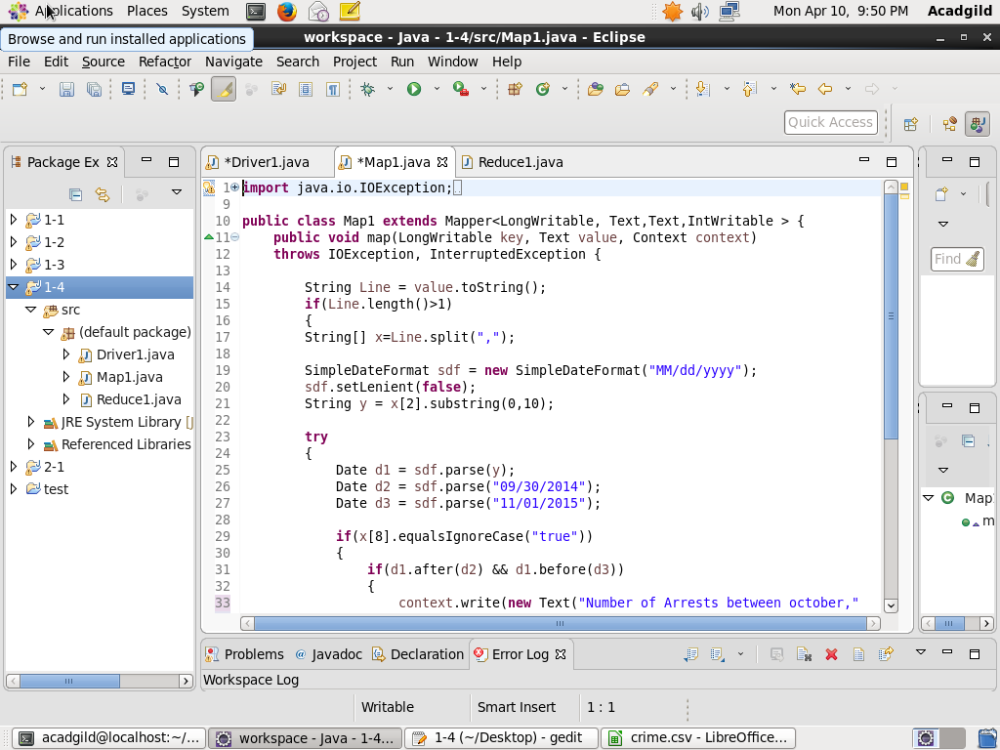 Applications Places System Mon Apr 10, 9:50 PM Acadgild
Browse and run installed applications
workspace - Java - 1-4/src/Map1.java - Eclipse
File Edit Source Refactor Navigate Search Project Run Window Help
Quick Access
Package Ex *Driver1.java *Map1.java Reduce1.java
1-1
1-2
1-3
1-4
src
(default package)
Driver1.java
Map1.java
Reduce1.java
JRE System Library [J
Referenced Libraries
2-1
test
1 import java.io.IOException;
9
10 public class Map1 extends Mapper<LongWritable, Text,Text,IntWritable > {
11 public void map(LongWritable key, Text value, Context context)
12 throws IOException, InterruptedException {
13
14 String Line = value.toString();
15 if(Line.length()>1)
16 {
17 String[] x=Line.split(",");
18
19 SimpleDateFormat sdf = new SimpleDateFormat("MM/dd/yyyy");
20 sdf.setLenient(false);
21 String y = x[2].substring(0,10);
22
23 try
24 {
25 Date d1 = sdf.parse(y);
26 Date d2 = sdf.parse("09/30/2014");
27 Date d3 = sdf.parse("11/01/2015");
28
29 if(x[8].equalsIgnoreCase("true"))
30 {
31 if(d1.after(d2) && d1.before(d3))
32 {
33 context.write(new Text("Number of Arrests between october,"
Find
Map
m
Problems @ Javadoc Declaration Error Log
Workspace Log
Writable Smart Insert 1 : 1
acadgild@localhost:~/... workspace - Java - 1-4... 1-4 (~/Desktop) - gedit crime.csv - LibreOffice...